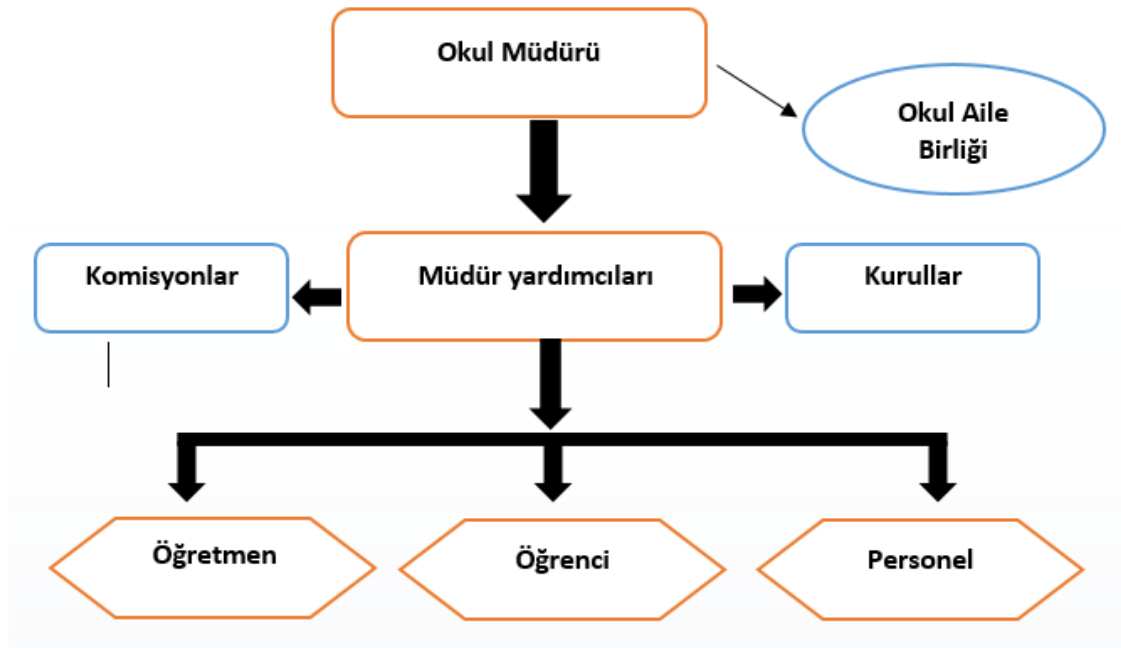 Okul Müdürü
Okul Aile
Birliği
Komisyonlar
Müdür yardımcıları
Kurullar
Öğretmen
Öğrenci
Personel